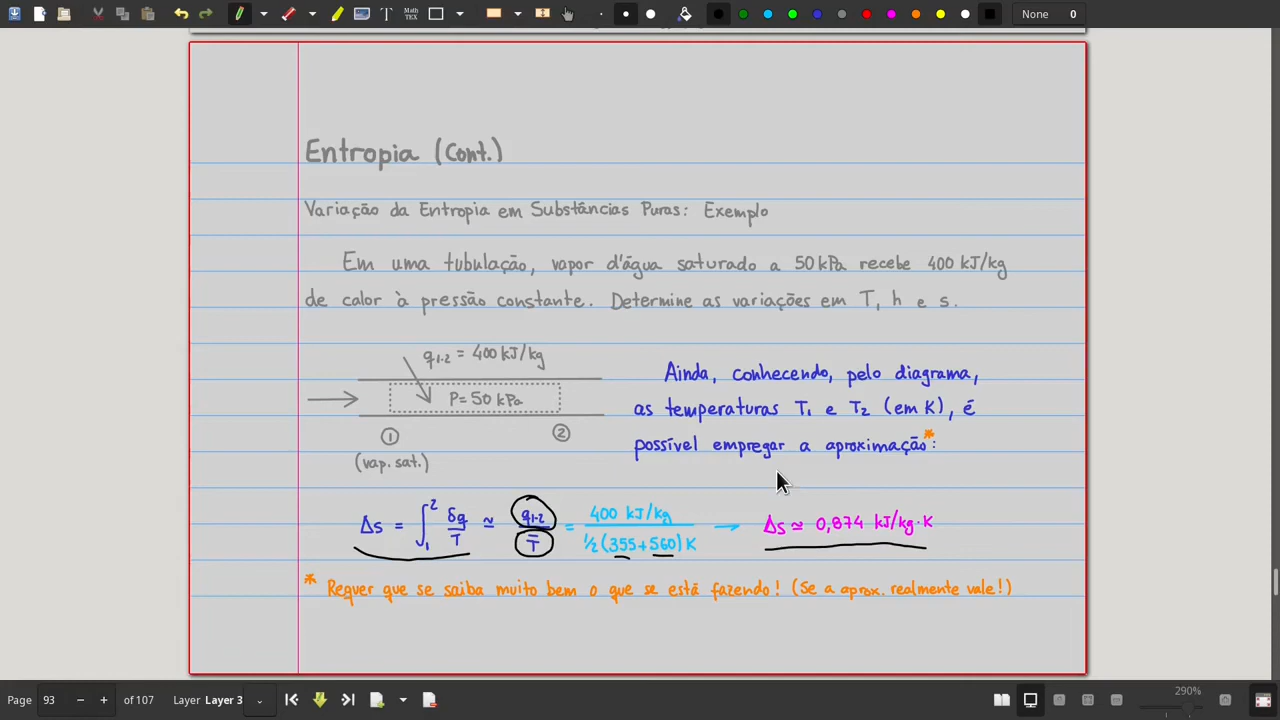 Math
TEX
None 0
Entropia (Cont.)
Variação da Entropia em Substâncias Puras: Exemplo
Em uma tubulação, vapor d'água saturado a 50 kPa recebe 400 kJ/kg
de calor à pressão constante. Determine as variações em T, h e s.
q₁.₂ = 400 kJ/kg
P = 50 kPa
① ②
(vap. sat.)
Ainda, conhecendo, pelo diagrama,
as temperaturas T₁ e T₂ (em K), é
possível empregar a aproximação*:
Δs = ∫₁² δq/T ≃ q₁.₂/T̄ = 400 kJ/kg / ½(355+560)K → Δs ≃ 0,874 kJ/kg·K
* Requer que se saiba muito bem o que se está fazendo! (Se a aprox. realmente vale!)
Page 93 − + of 107 Layer Layer 3 290%